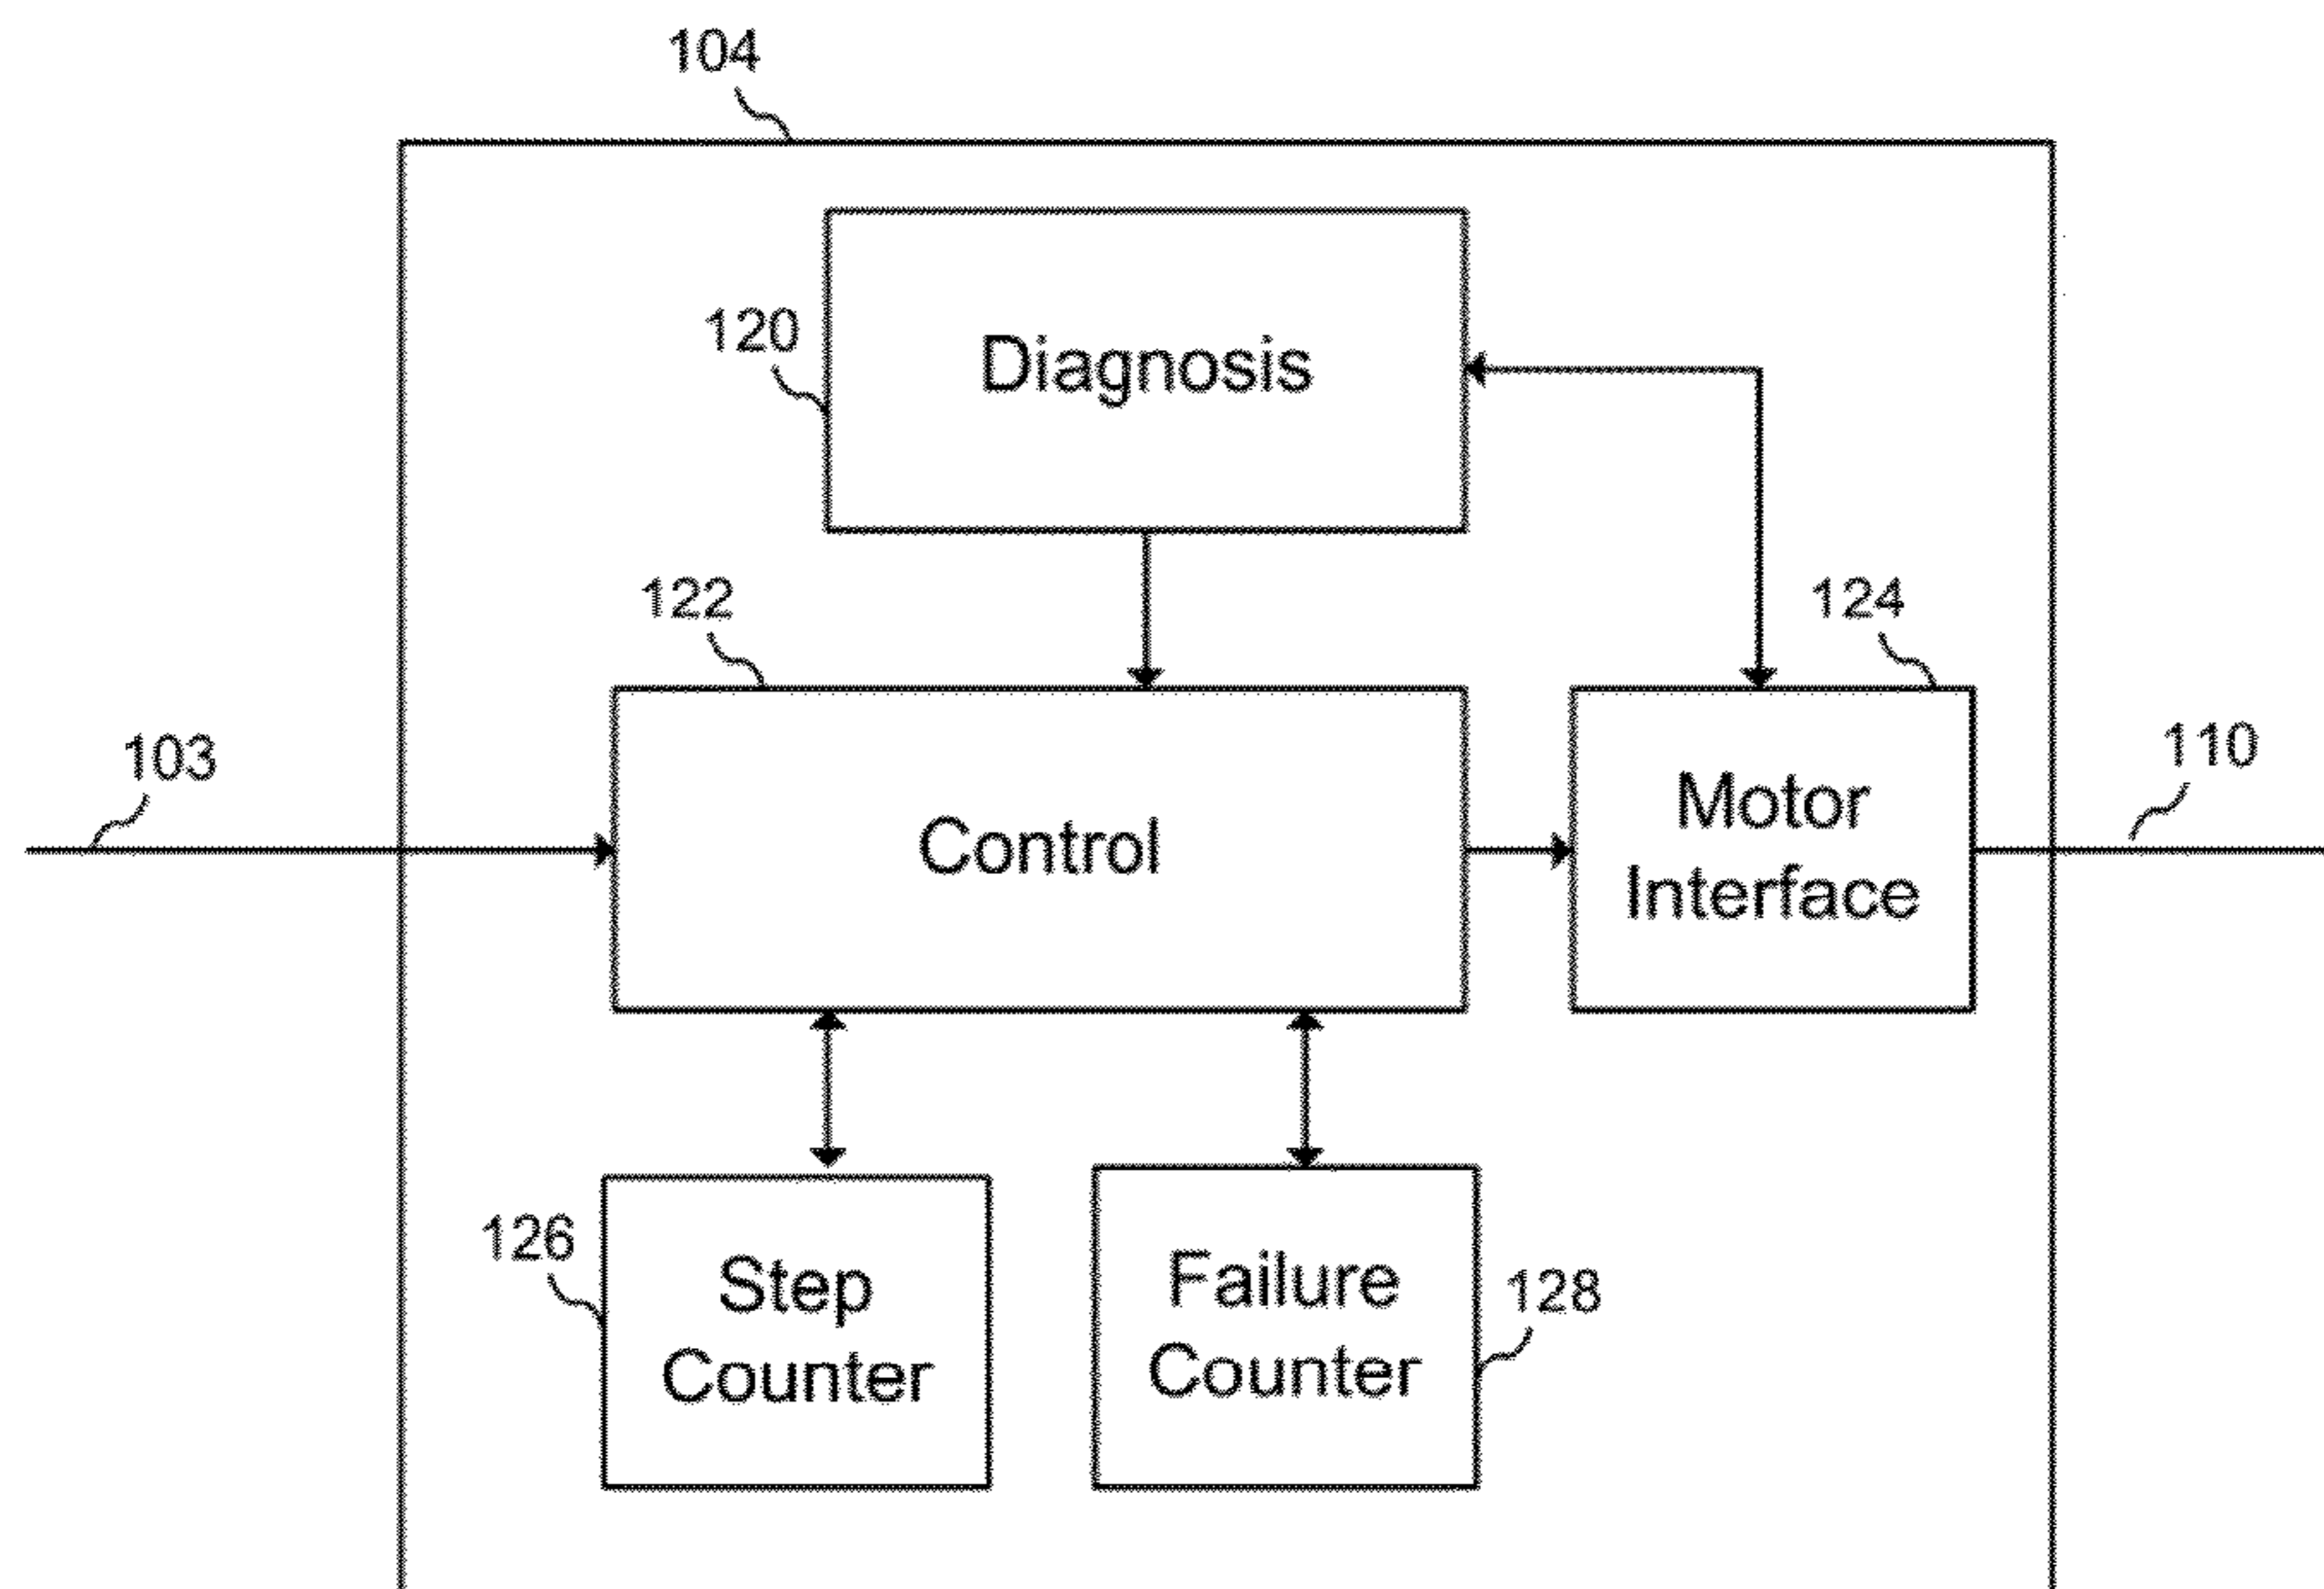 104
120
Diagnosis
122
124
103
110
Control
Motor
Interface
126
Step
Counter
Failure
Counter
128